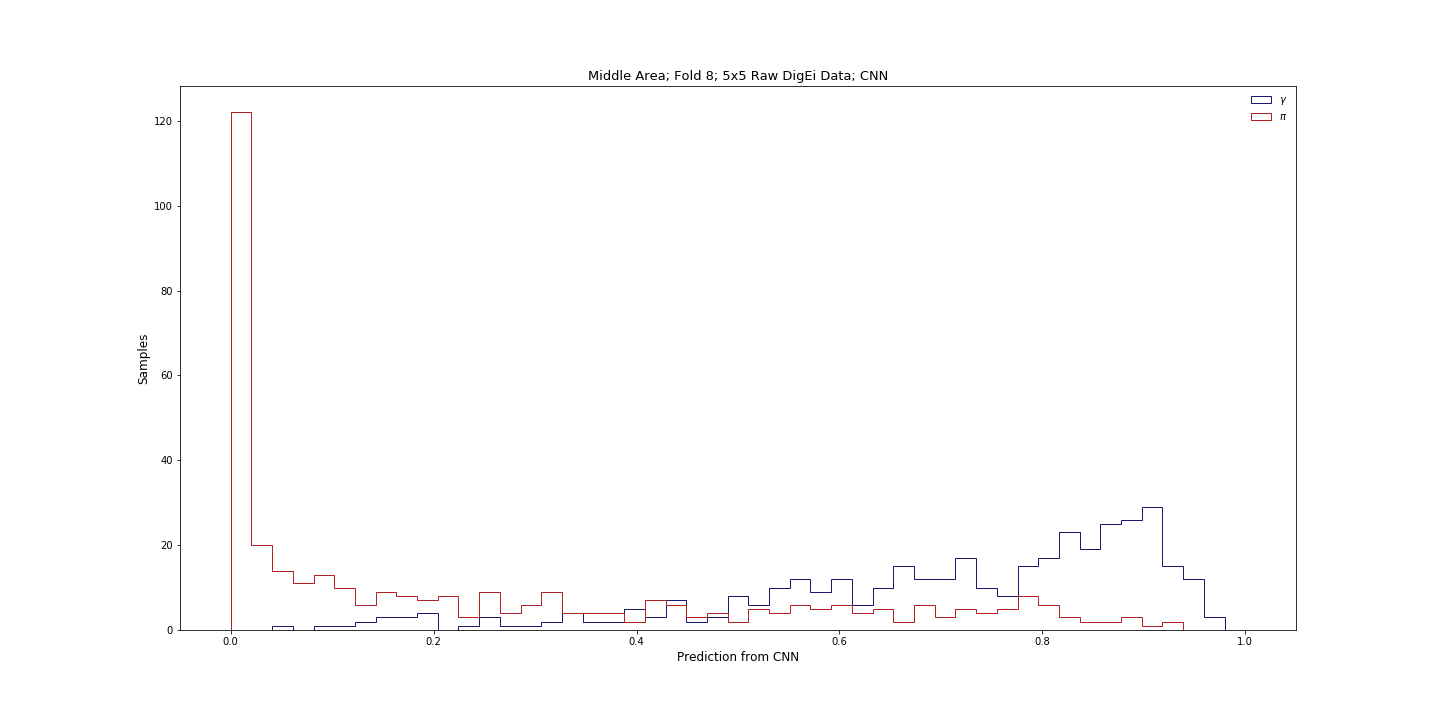 Middle Area; Fold 8; 5x5 Raw DigEi Data; CNN
γ
π
120
100
80
60
40
20
0
Samples
0.0 0.2 0.4 0.6 0.8 1.0
Prediction from CNN